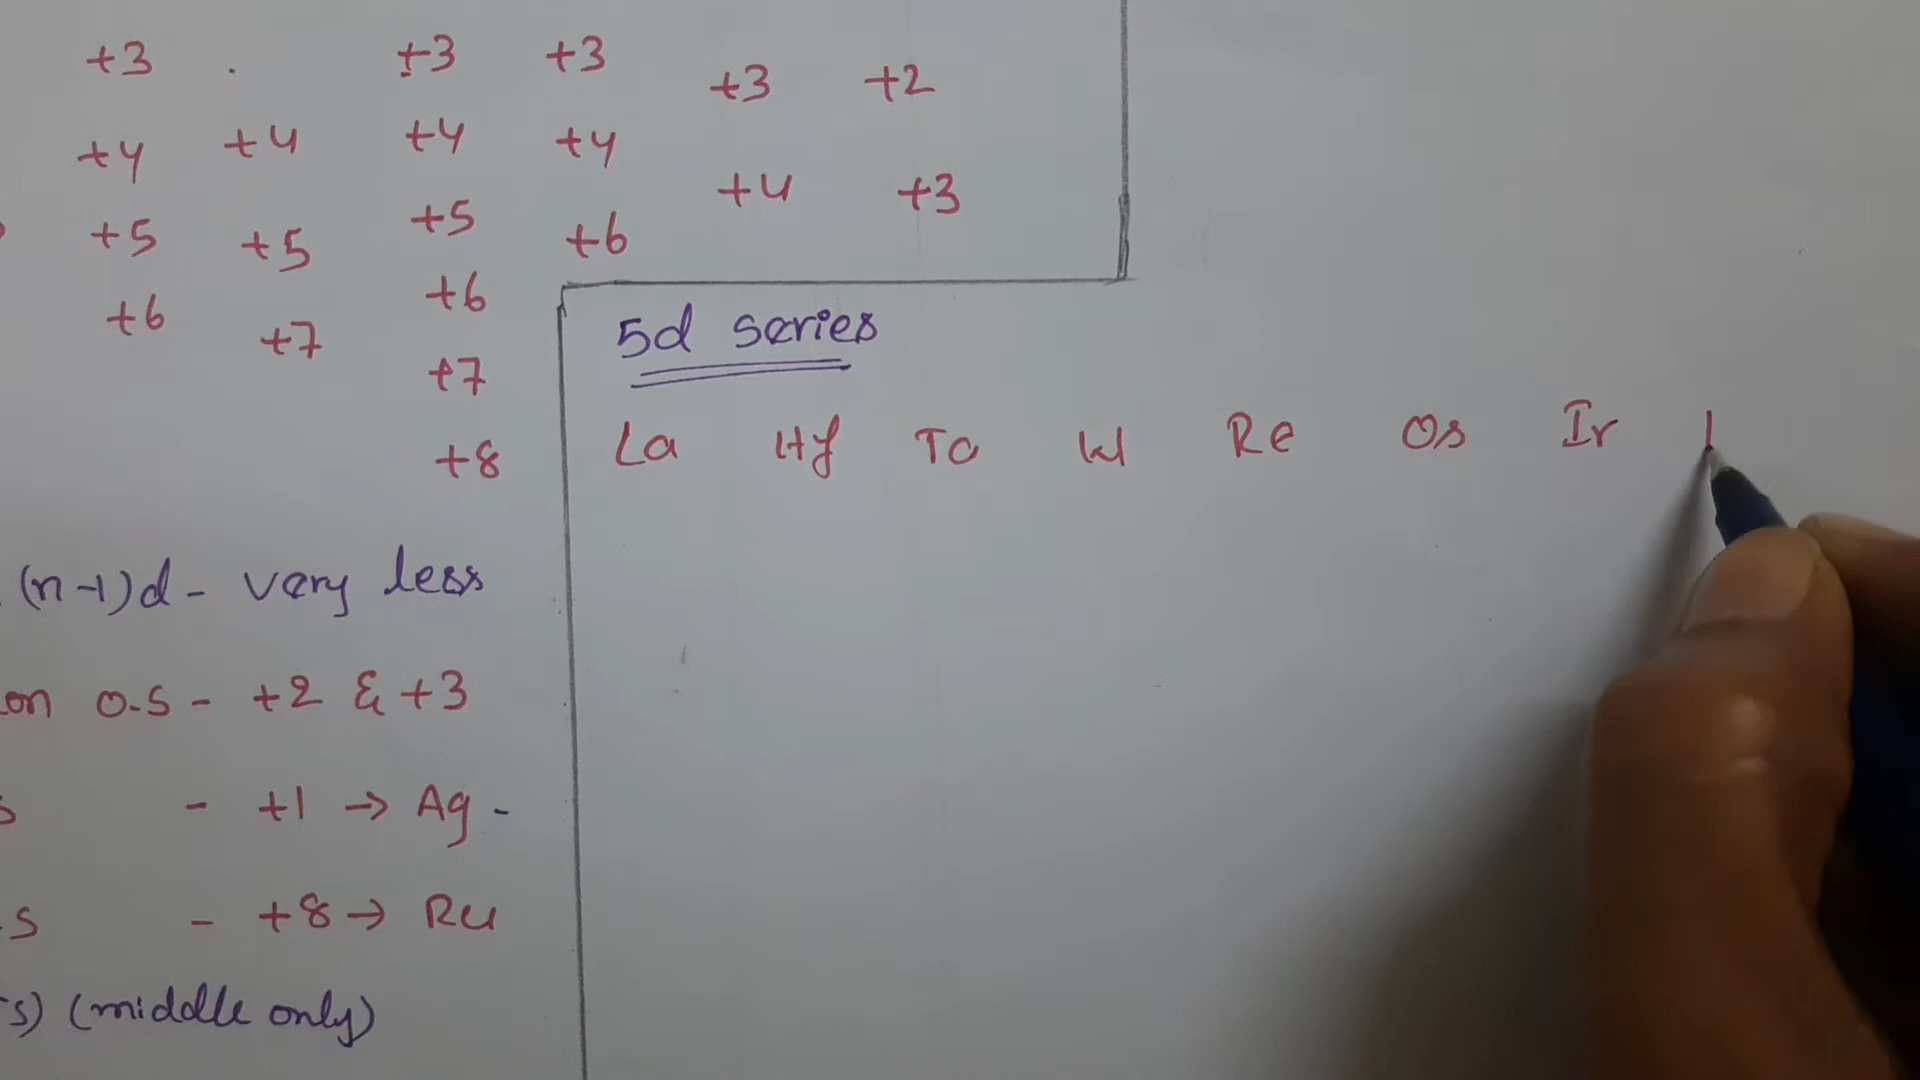 +3 . +3 +3 +3 +2
+4 +4 +4 +4 +4 +3
+5 +5 +5 +6
+6 +7 +6
+7
+8
5d series
La Hf Ta W Re Os Ir
(n-1)d - very less
on O.S - +2 & +3
- +1 → Ag -
s - +8 → Ru
s) (middle only)